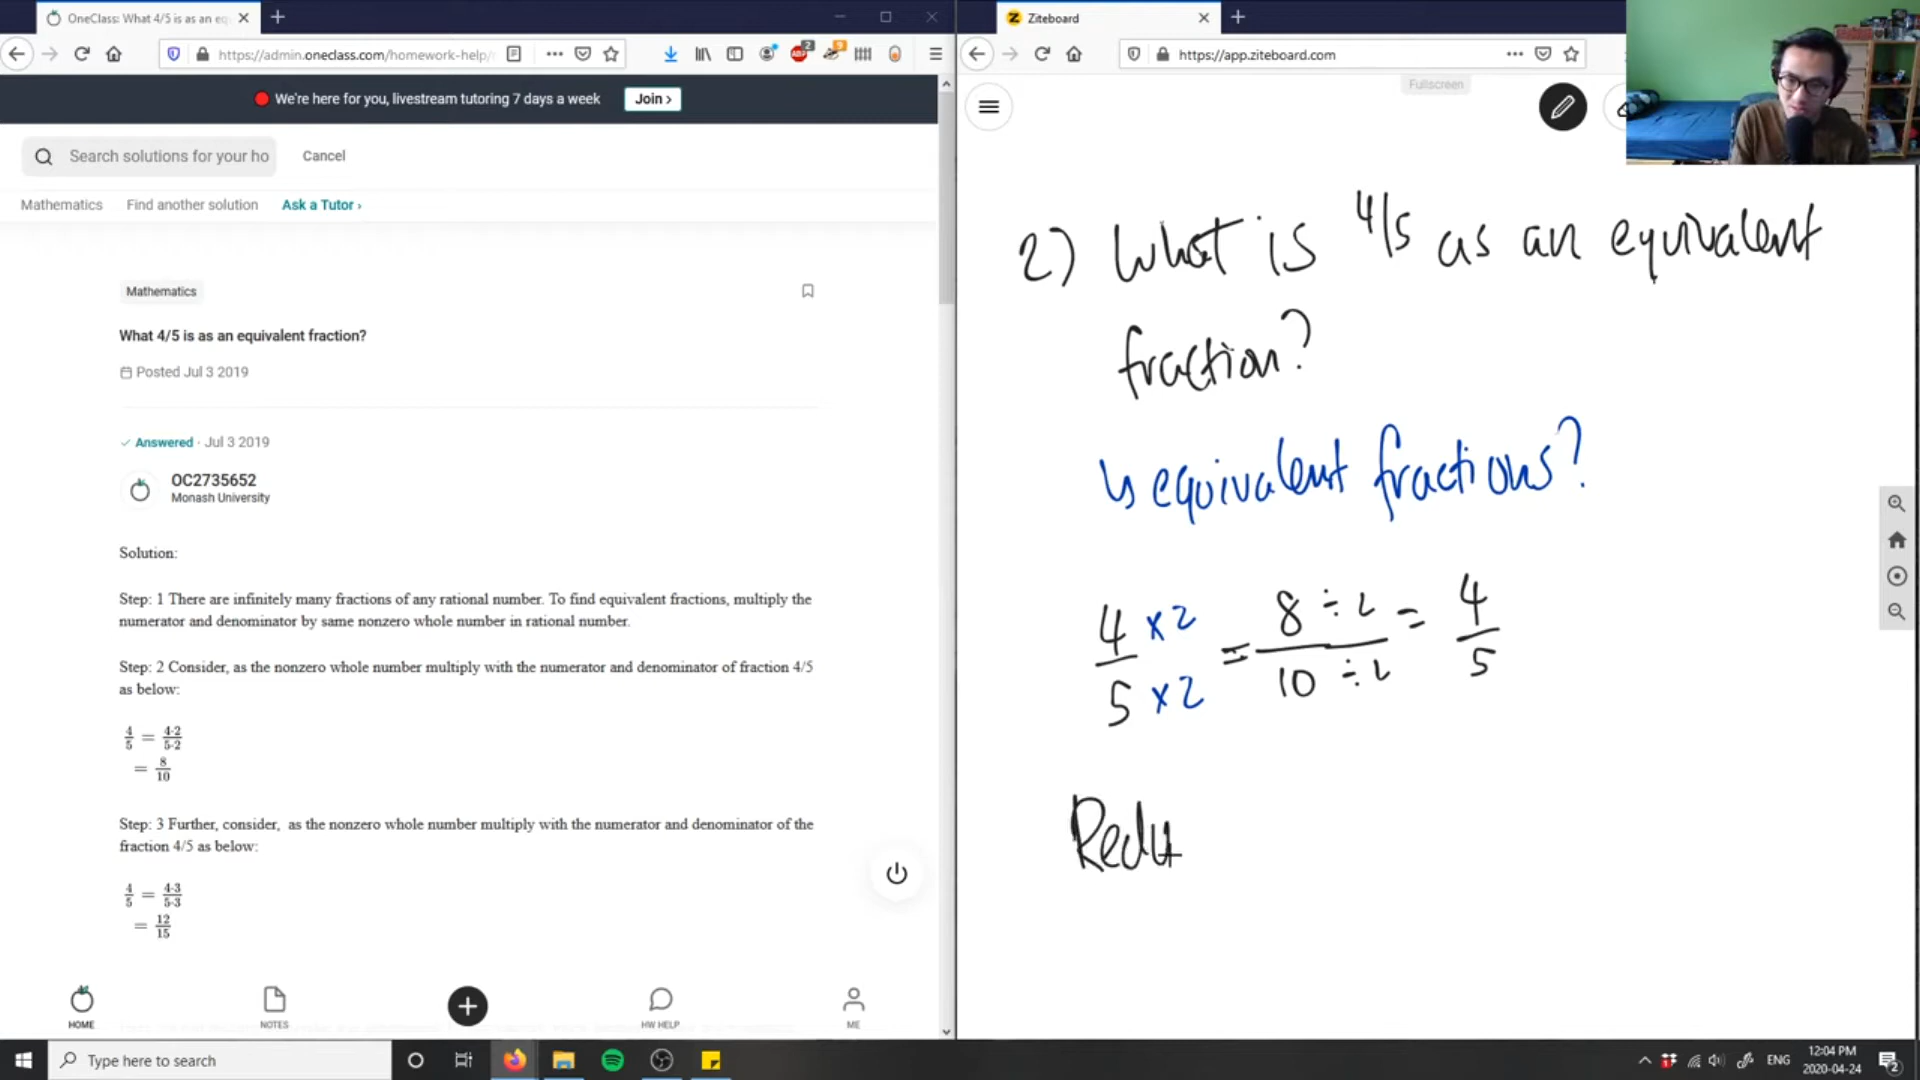 OneClass: What 4/5 is as an eq
https://admin.oneclass.com/homework-help/
2
We're here for you, livestream tutoring 7 days a week
Join ›
Search solutions for your ho
Cancel
Mathematics
Find another solution
Ask a Tutor ›
Mathematics
What 4/5 is as an equivalent fraction?
Posted Jul 3 2019
✓ Answered · Jul 3 2019
OC2735652
Monash University
Solution:
Step: 1 There are infinitely many fractions of any rational number. To find equivalent fractions, multiply the
numerator and denominator by same nonzero whole number in rational number.
Step: 2 Consider, as the nonzero whole number multiply with the numerator and denominator of fraction 4/5
as below:
4/5 = 4·2/5·2
= 8/10
Step: 3 Further, consider, as the nonzero whole number multiply with the numerator and denominator of the
fraction 4/5 as below:
4/5 = 4·3/5·3
= 12/15
HOME
NOTES
HW HELP
ME
Ziteboard
https://app.ziteboard.com
Fullscreen
2) What is 4/5 as an equivalent
fraction?
↳ equivalent fractions?
4 ×2 / 5 ×2 = 8 ÷ 2 / 10 ÷ 2 = 4/5
Redu
Type here to search
ENG
12:04 PM
2020-04-24
2